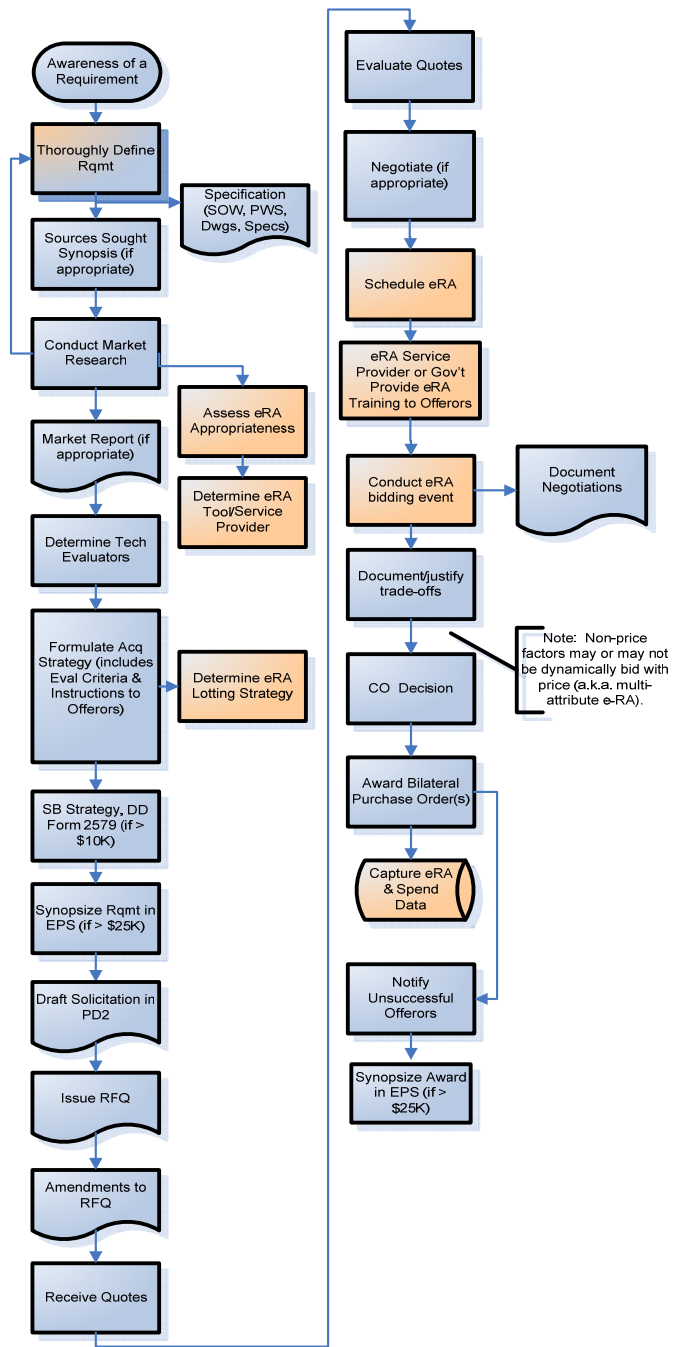 Awareness of a
Requirement
Thoroughly Define
Rqmt
Specification
(SOW, PWS,
Dwgs, Specs)
Sources Sought
Synopsis (if
appropriate)
Conduct Market
Research
Assess eRA
Appropriateness
Market Report (if
appropriate)
Determine eRA
Tool/Service
Provider
Determine Tech
Evaluators
Formulate Acq
Strategy (includes
Eval Criteria &
Instructions to
Offerors)
Determine eRA
Lotting Strategy
SB Strategy, DD
Form 2579 (if >
$10K)
Synopsize Rqmt in
EPS (if > $25K)
Draft Solicitation in
PD2
Issue RFQ
Amendments to
RFQ
Receive Quotes
Evaluate Quotes
Negotiate (if
appropriate)
Schedule eRA
eRA Service
Provider or Gov't
Provide eRA
Training to Offerors
Conduct eRA
bidding event
Document
Negotiations
Document/justify
trade-offs
Note:  Non-price
factors may or may not
be dynamically bid with
price (a.k.a. multi-
attribute e-RA).
CO  Decision
Award Bilateral
Purchase Order(s)
Capture eRA
& Spend
Data
Notify
Unsuccessful
Offerors
Synopsize Award
in EPS (if >
$25K)